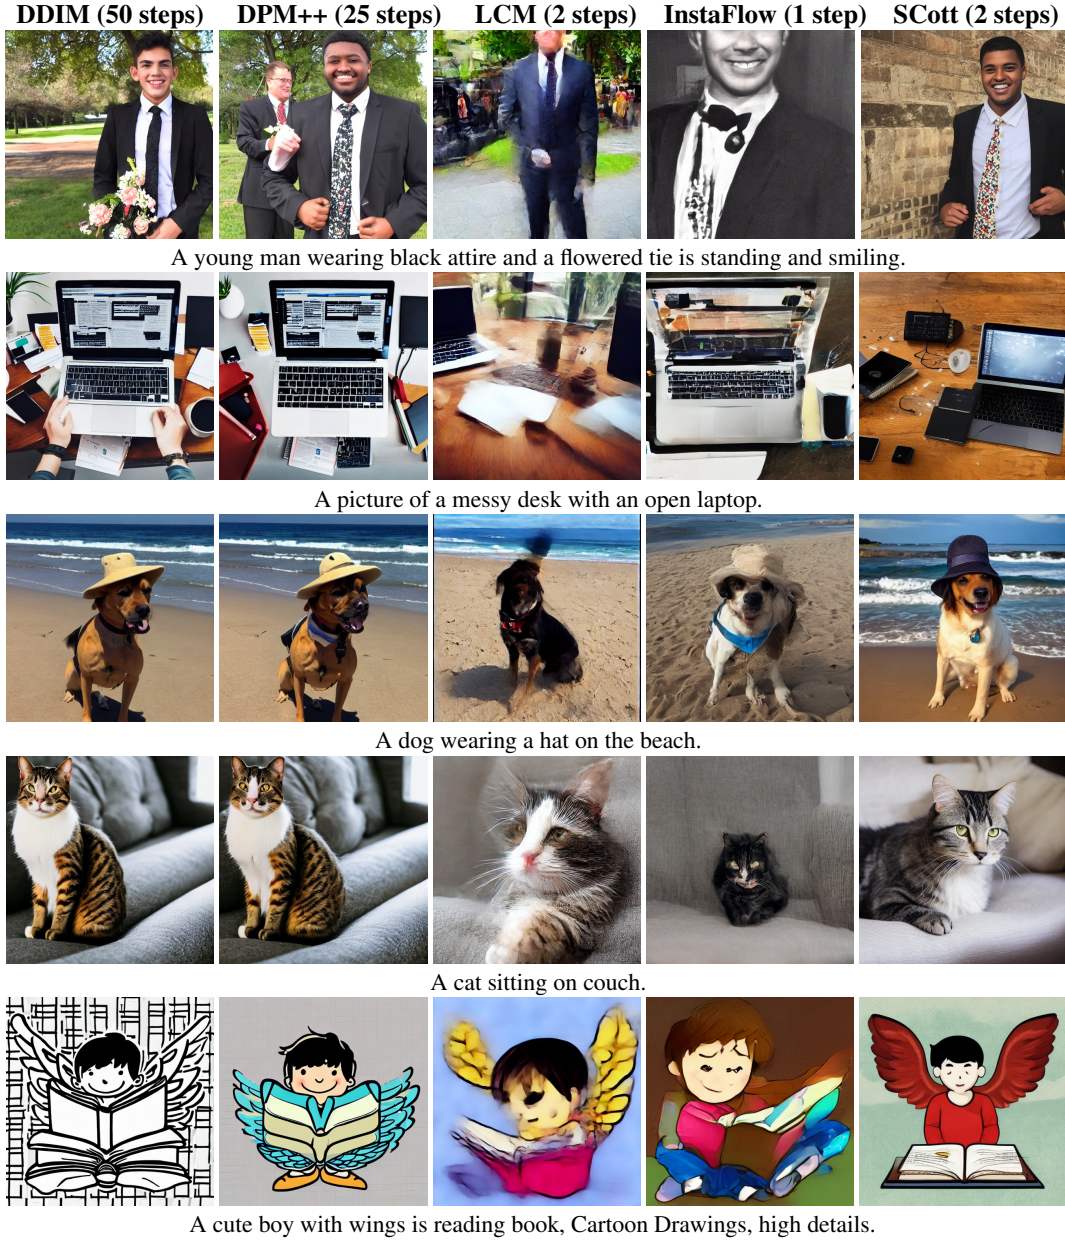 DDIM (50 steps) DPM++ (25 steps) LCM (2 steps) InstaFlow (1 step) SCott (2 steps)
A young man wearing black attire and a flowered tie is standing and smiling.
A picture of a messy desk with an open laptop.
A dog wearing a hat on the beach.
A cat sitting on couch.
A cute boy with wings is reading book, Cartoon Drawings, high details.